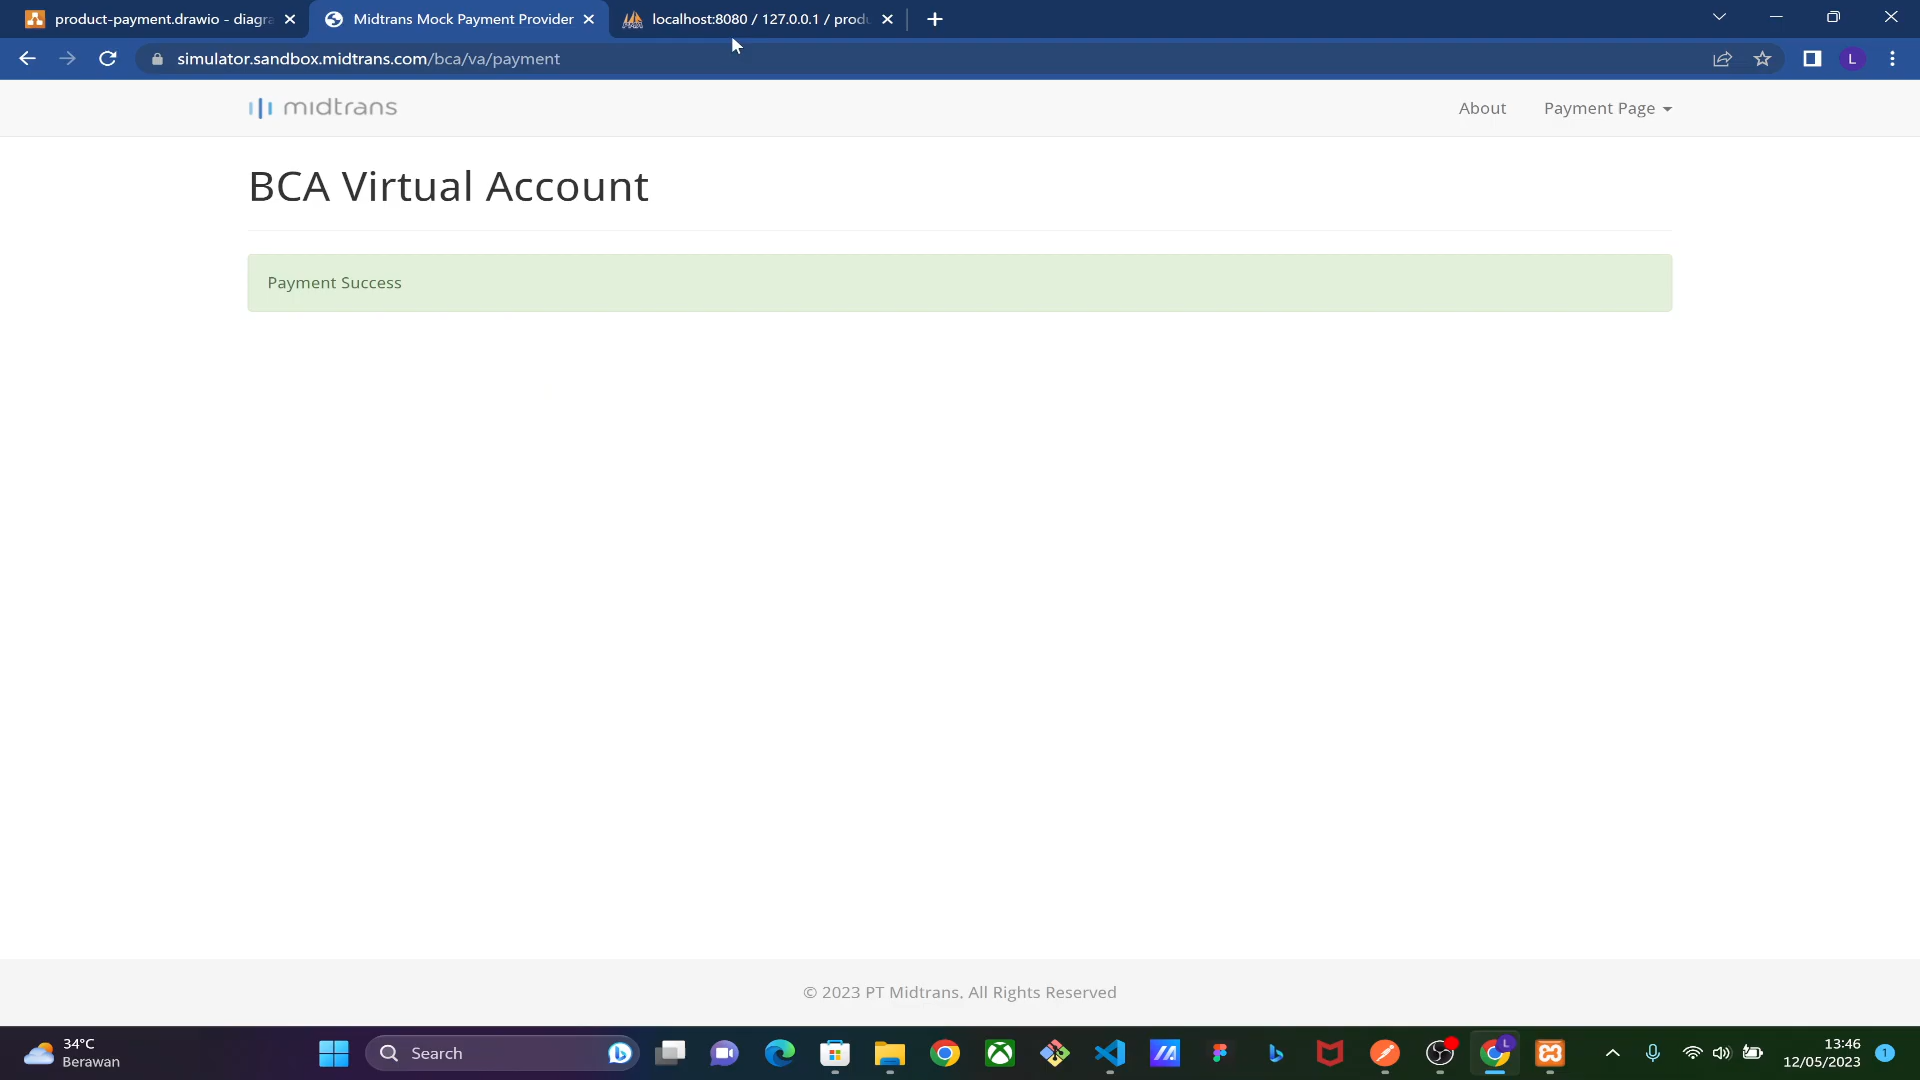 product-payment.drawio - diagra
Midtrans Mock Payment Provider
localhost:8080 / 127.0.0.1 / produ
simulator.sandbox.midtrans.com/bca/va/payment
L
midtrans
About
Payment Page
BCA Virtual Account
Payment Success
© 2023 PT Midtrans. All Rights Reserved
34°C
Berawan
Search
L
13:46
12/05/2023
1